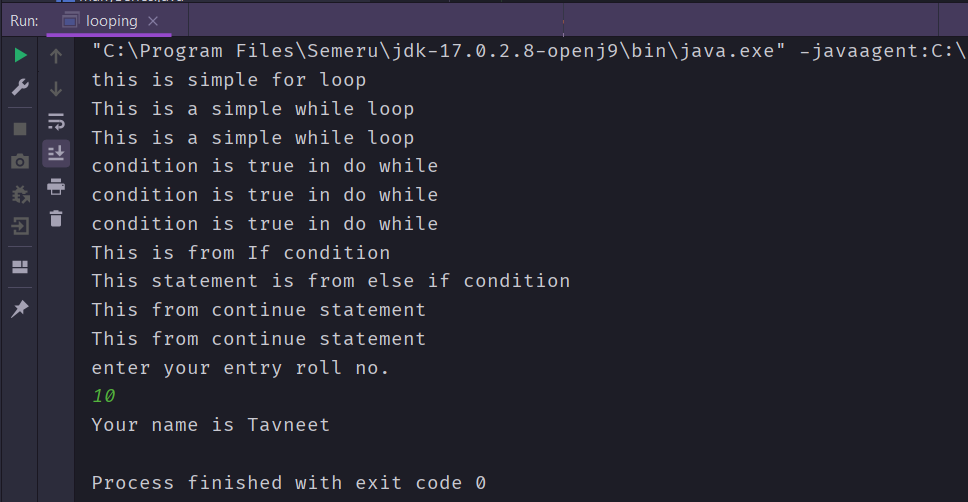 Run: looping
"C:\Program Files\Semeru\jdk-17.0.2.8-openj9\bin\java.exe" -javaagent:C:\
this is simple for loop
This is a simple while loop
This is a simple while loop
condition is true in do while
condition is true in do while
condition is true in do while
This is from If condition
This statement is from else if condition
This from continue statement
This from continue statement
enter your entry roll no.
10
Your name is Tavneet
Process finished with exit code 0